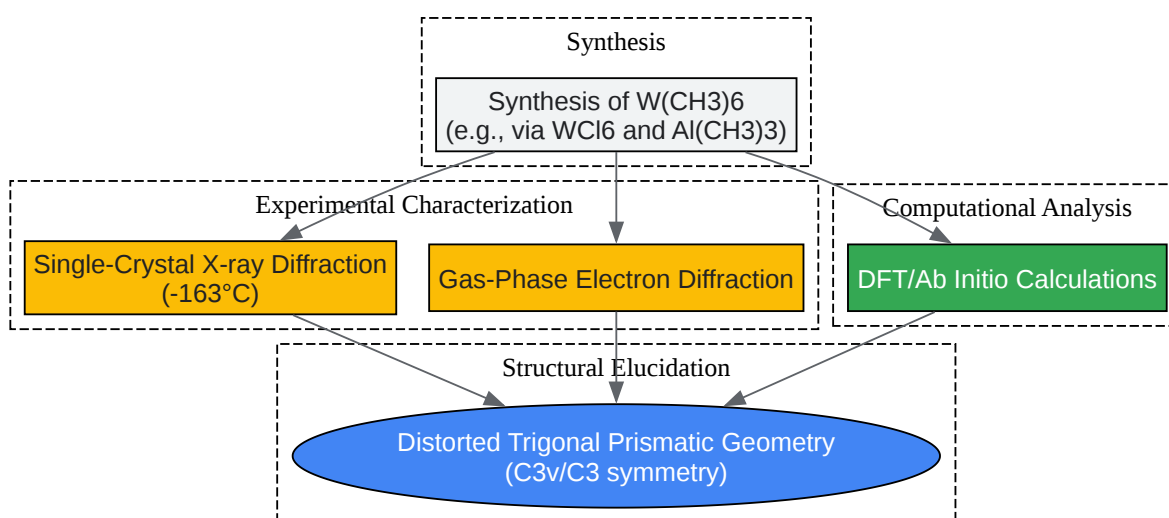 Synthesis
Synthesis of W(CH3)6
(e.g., via WCl6 and Al(CH3)3)
Experimental Characterization
Single-Crystal X-ray Diffraction
(-163°C)
Gas-Phase Electron Diffraction
Computational Analysis
DFT/Ab Initio Calculations
Structural Elucidation
Distorted Trigonal Prismatic Geometry
(C3v/C3 symmetry)